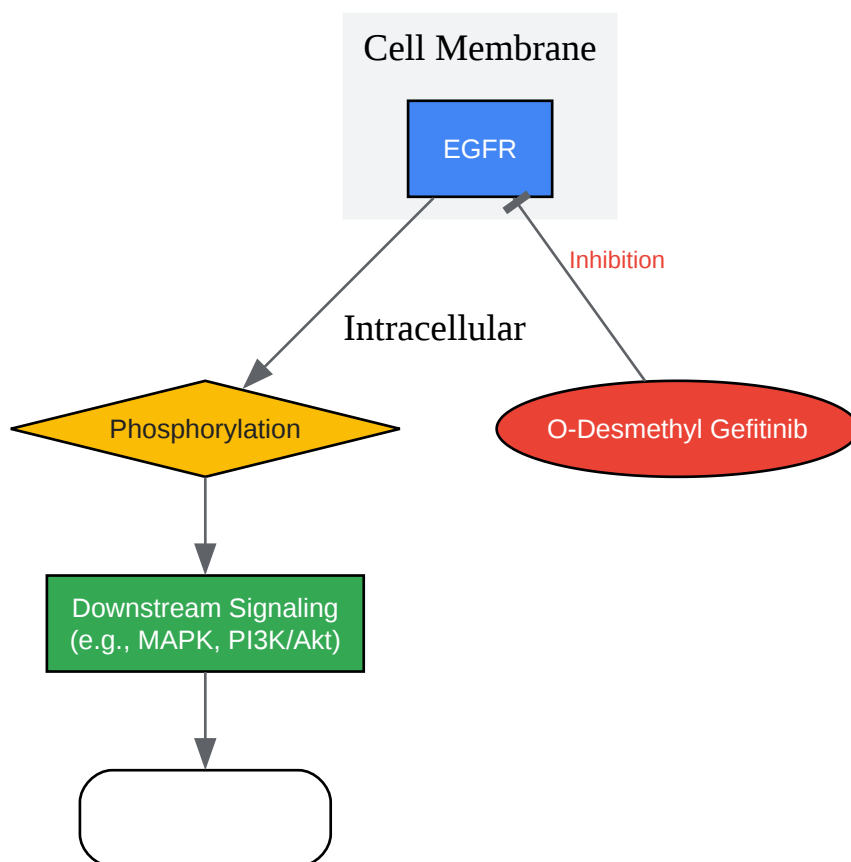 Cell Membrane
EGFR
Inhibition
Intracellular
Phosphorylation
O-Desmethyl Gefitinib
Downstream Signaling
(e.g., MAPK, PI3K/Akt)